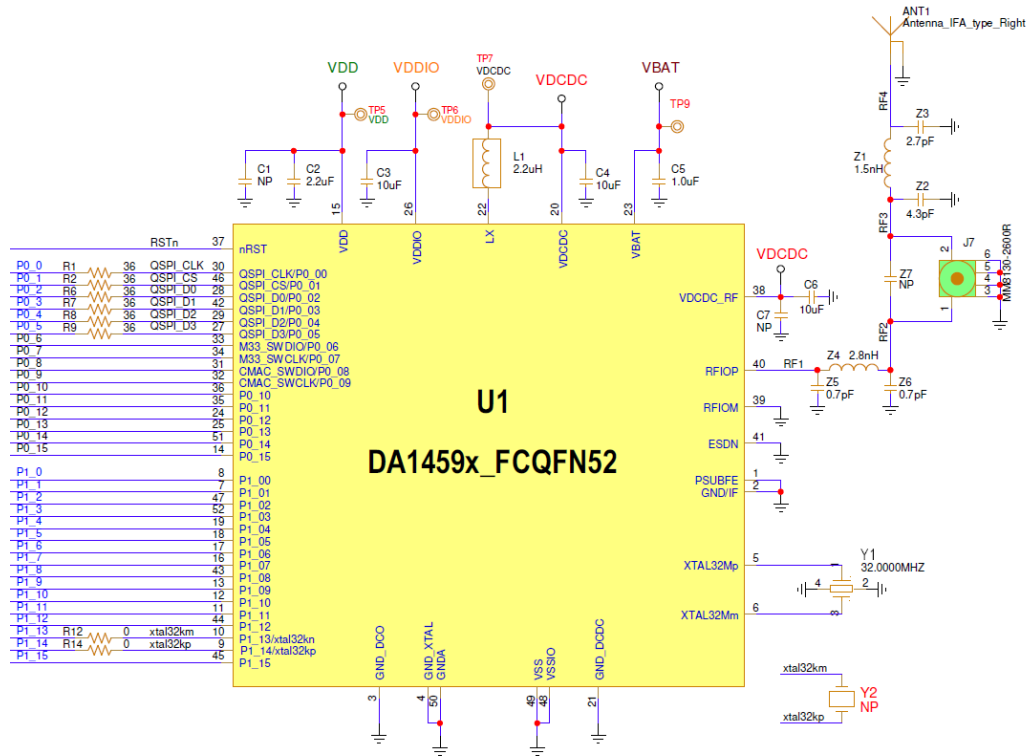 ANT1
Antenna_IFA_type_Right
RF4
Z3
2.7pF
Z1
1.5nH
Z2
4.3pF
RF3
J7
MM8130-2600R
2
6
5
4
3
1
Z7
NP
RF2
VDD
TP5
VDD
VDDIO
TP6
VDDIO
TP7
VDCDC
VDCDC
VBAT
TP9
C1
NP
C2
2.2uF
C3
10uF
L1
2.2uH
C4
10uF
C5
1.0uF
15
26
22
20
23
VDD
VDDIO
LX
VDCDC
VBAT
RSTn 37 nRST
P0_0 R1 36 QSPI_CLK 30 QSPI_CLK/P0_00
P0_1 R2 36 QSPI_CS 46 QSPI_CS/P0_01
P0_2 R6 36 QSPI_D0 28 QSPI_D0/P0_02
P0_3 R7 36 QSPI_D1 42 QSPI_D1/P0_03
P0_4 R8 36 QSPI_D2 29 QSPI_D2/P0_04
P0_5 R9 36 QSPI_D3 27 QSPI_D3/P0_05
P0_6 33 M33_SWDIO/P0_06
P0_7 34 M33_SWCLK/P0_07
P0_8 31 CMAC_SWDIO/P0_08
P0_9 32 CMAC_SWCLK/P0_09
P0_10 36 P0_10
P0_11 35 P0_11
P0_12 24 P0_12
P0_13 25 P0_13
P0_14 51 P0_14
P0_15 14 P0_15
P1_0 8 P1_00
P1_1 7 P1_01
P1_2 47 P1_02
P1_3 52 P1_03
P1_4 19 P1_04
P1_5 18 P1_05
P1_6 17 P1_06
P1_7 16 P1_07
P1_8 43 P1_08
P1_9 13 P1_09
P1_10 12 P1_10
P1_11 11 P1_11
P1_12 44 P1_12
P1_13 R12 0 xtal32km 10 P1_13/xtal32kn
P1_14 R14 0 xtal32kp 9 P1_14/xtal32kp
P1_15 45 P1_15
U1
DA1459x_FCQFN52
VDCDC
VDCDC_RF 38
C6
10uF
C7
NP
RFIOP 40 RF1
Z4 2.8nH
Z5
0.7pF
Z6
0.7pF
RFIOM 39
ESDN 41
PSUBFE 1
GND/IF 2
XTAL32Mp 5
XTAL32Mm 6
Y1
32.0000MHZ
1
4
2
3
GND_DCO
GND_XTAL
GNDA
VSS
VSSIO
GND_DCDC
3
4
50
49
48
21
xtal32km
Y2
NP
xtal32kp